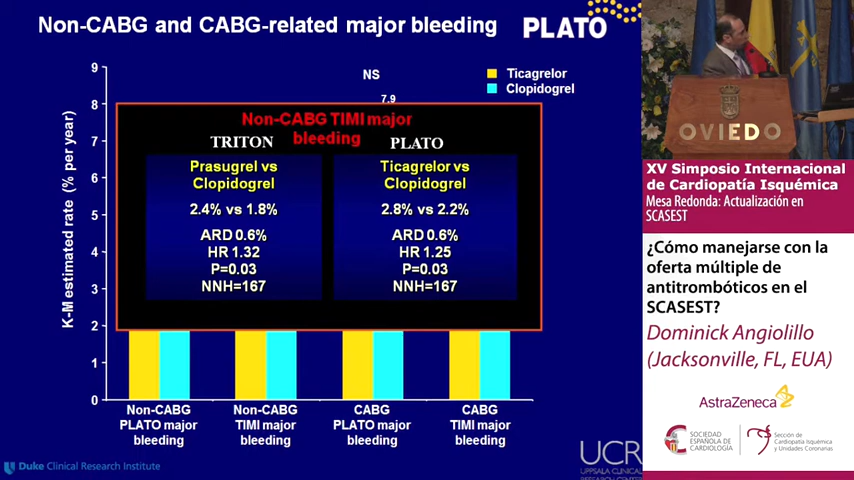 Non-CABG and CABG-related major bleeding
PLATO
9
8
7
6
5
4
3
2
1
0
K-M estimated rate (% per year)
NS
7.9
Ticagrelor
Clopidogrel
Non-CABG TIMI major
bleeding
TRITON
PLATO
Prasugrel vs
Clopidogrel
2.4% vs 1.8%
ARD 0.6%
HR 1.32
P=0.03
NNH=167
Ticagrelor vs
Clopidogrel
2.8% vs 2.2%
ARD 0.6%
HR 1.25
P=0.03
NNH=167
Non-CABG
PLATO major
bleeding
Non-CABG
TIMI major
bleeding
CABG
PLATO major
bleeding
CABG
TIMI major
bleeding
Duke Clinical Research Institute
UCR
UPPSALA CLINICAL
RESEARCH CENTER
OVIEDO
XV Simposio Internacional
de Cardiopatía Isquémica
Mesa Redonda: Actualización en
SCASEST
¿Cómo manejarse con la
oferta múltiple de
antitrombóticos en el
SCASEST?
Dominick Angiolillo
(Jacksonville, FL, EUA)
AstraZeneca
SOCIEDAD
ESPAÑOLA DE
CARDIOLOGÍA
Sección de
Cardiopatía Isquémica
y Unidades Coronarias